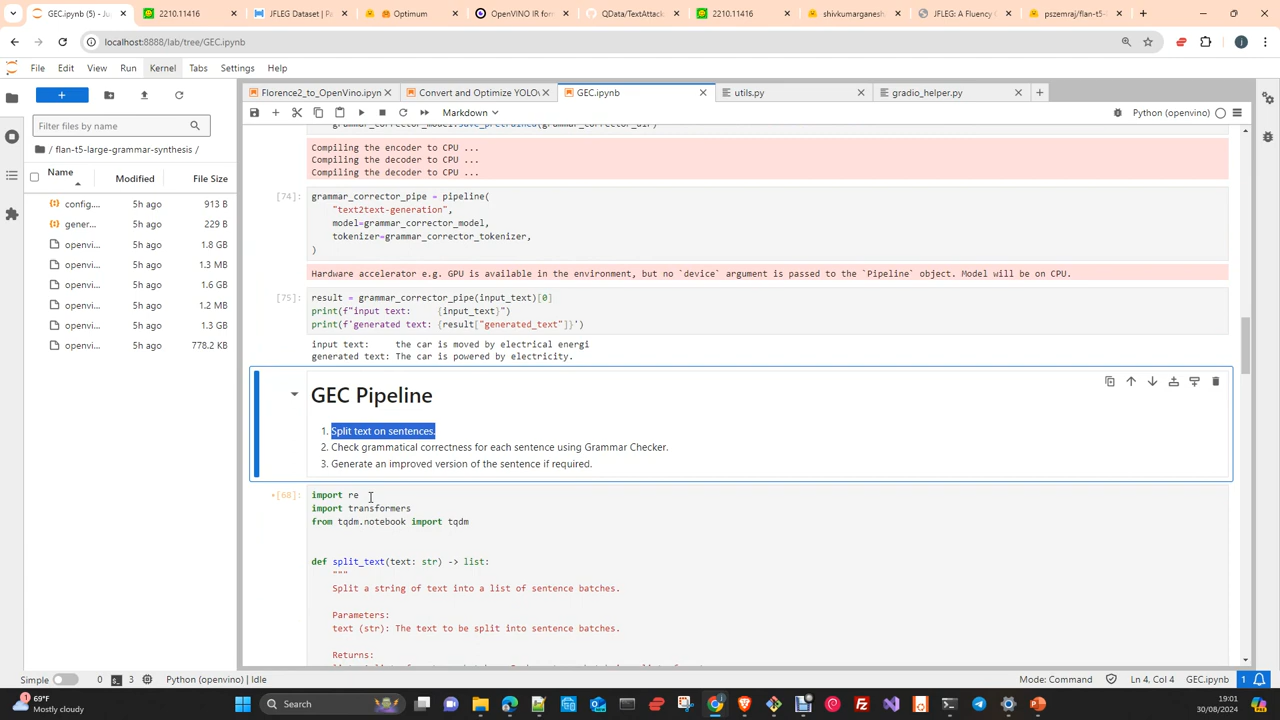 GEC.ipynb (5) - Ju
2210.11416
JFLEG Dataset | Pa
Optimum
OpenVINO IR for
QData/TextAttack
2210.11416
shivkumarganesh
JFLEG: A Fluency C
pszemraj/flan-t5-
localhost:8888/lab/tree/GEC.ipynb
File Edit View Run Kernel Tabs Settings Help
Florence2_to_OpenVino.ipyn
Convert and Optimize YOLOv
GEC.ipynb
utils.py
gradio_helper.py
Markdown
Python (openvino)
Filter files by name
/ flan-t5-large-grammar-synthesis /
Name Modified File Size
config.... 5h ago 913 B
gener... 5h ago 229 B
openvi... 5h ago 1.8 GB
openvi... 5h ago 1.3 MB
openvi... 5h ago 1.6 GB
openvi... 5h ago 1.2 MB
openvi... 5h ago 1.3 GB
openvi... 5h ago 778.2 KB
grammar_corrector_model.save_pretrained(grammar_corrector_dir)
Compiling the encoder to CPU ...
Compiling the decoder to CPU ...
Compiling the decoder to CPU ...
[74]: grammar_corrector_pipe = pipeline(
"text2text-generation",
model=grammar_corrector_model,
tokenizer=grammar_corrector_tokenizer,
)
Hardware accelerator e.g. GPU is available in the environment, but no `device` argument is passed to the `Pipeline` object. Model will be on CPU.
[75]: result = grammar_corrector_pipe(input_text)[0]
print(f"input text:     {input_text}")
print(f'generated text: {result["generated_text"]}')
input text:     the car is moved by electrical energi
generated text: The car is powered by electricity.
GEC Pipeline
1. Split text on sentences.
2. Check grammatical correctness for each sentence using Grammar Checker.
3. Generate an improved version of the sentence if required.
[68]: import re
import transformers
from tqdm.notebook import tqdm
def split_text(text: str) -> list:
"""
Split a string of text into a list of sentence batches.
Parameters:
text (str): The text to be split into sentence batches.
Returns:
Simple 0 3 Python (openvino) | Idle
Mode: Command Ln 4, Col 4 GEC.ipynb 1
69°F
Mostly cloudy
Search
19:01
30/08/2024